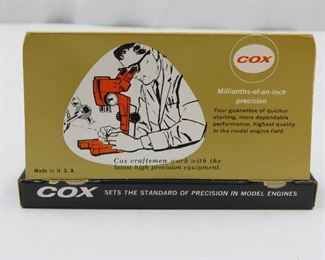 COX
Millionths-of-an-inch
precision
Your guarantee of quicker
starting, more dependable
performance, highest quality
in the model engine field.
Cox craftsmen work with the
latest high precision equipment.
Made in U.S.A.
COX SETS THE STANDARD OF PRECISION IN MODEL ENGINES